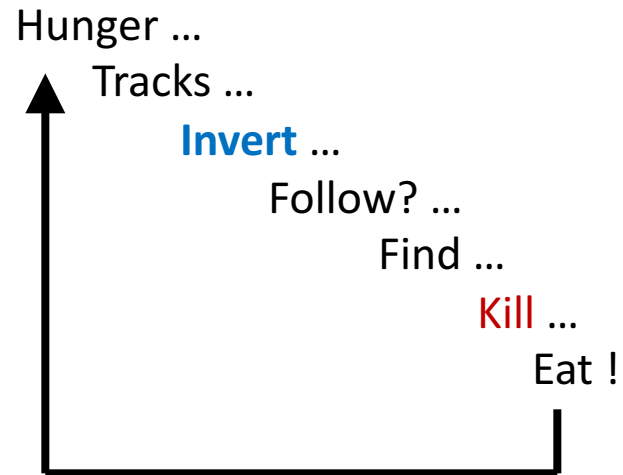 Hunger …
Tracks …
Invert …
Follow? …
Find …
Kill …
Eat !